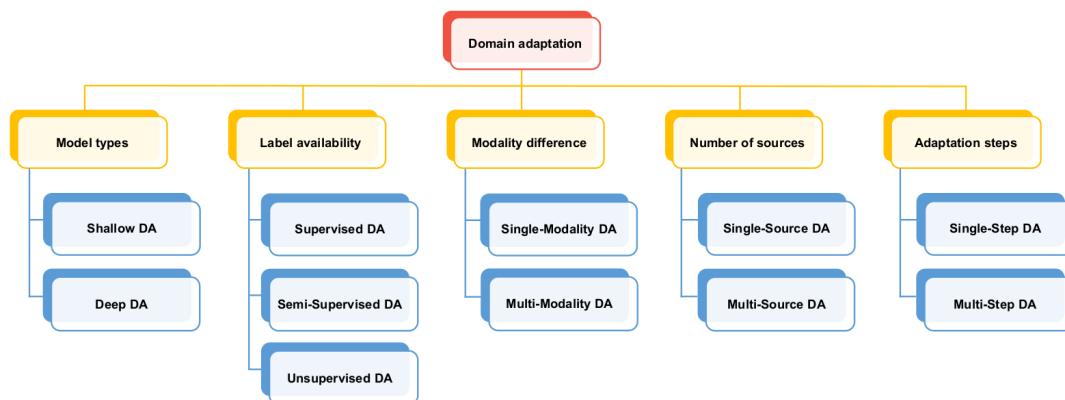 Domain adaptation
Model types
Label availability
Modality difference
Number of sources
Adaptation steps
Shallow DA
Supervised DA
Single-Modality DA
Single-Source DA
Single-Step DA
Deep DA
Semi-Supervised DA
Multi-Modality DA
Multi-Source DA
Multi-Step DA
Unsupervised DA